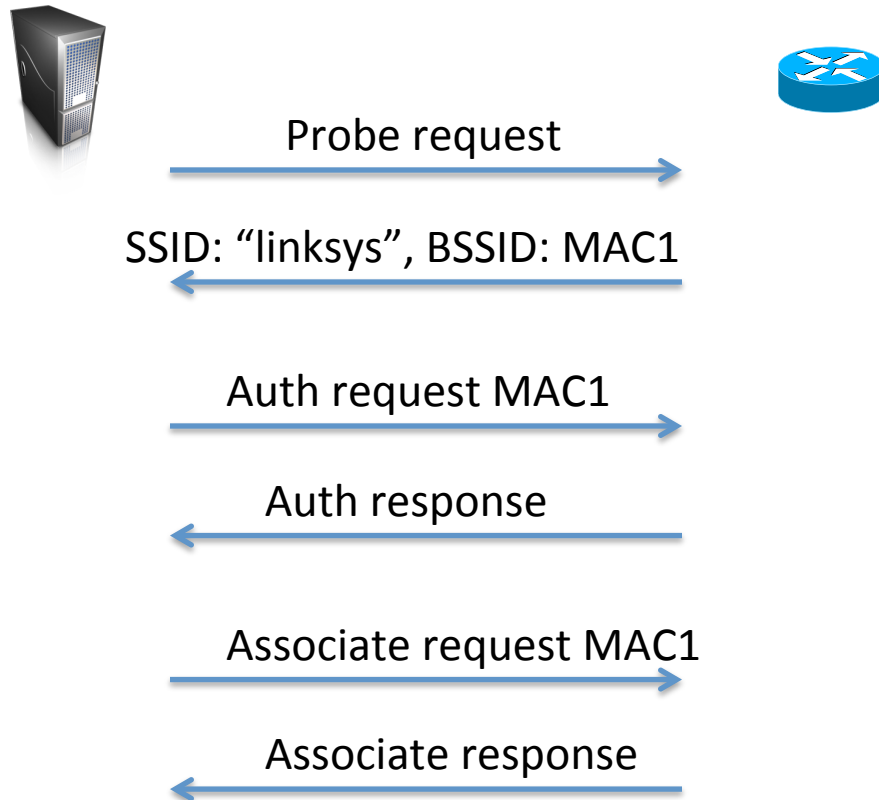 Probe request
SSID: “linksys”, BSSID: MAC1
Auth request MAC1
Auth response
Associate request MAC1
Associate response